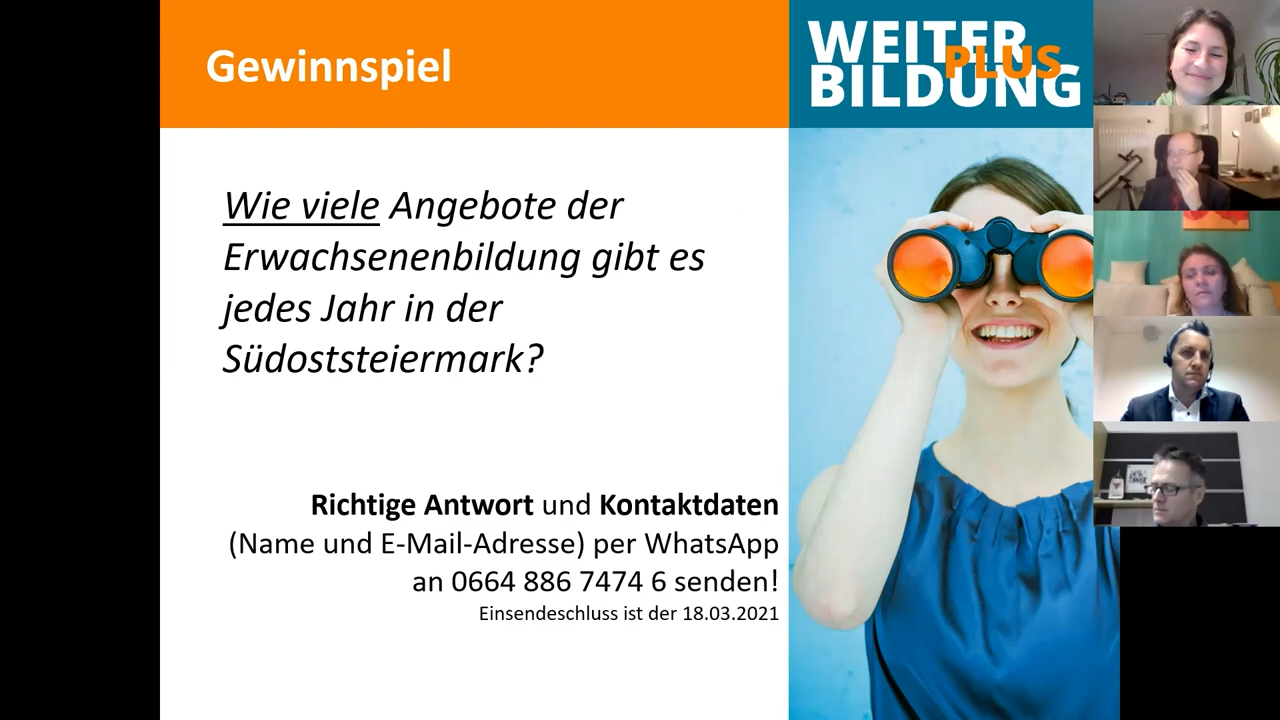 Gewinnspiel
WEITER
PLUS
BILDUNG
Wie viele Angebote der
Erwachsenenbildung gibt es
jedes Jahr in der
Südoststeiermark?
Richtige Antwort und Kontaktdaten
(Name und E-Mail-Adresse) per WhatsApp
an 0664 886 7474 6 senden!
Einsendeschluss ist der 18.03.2021